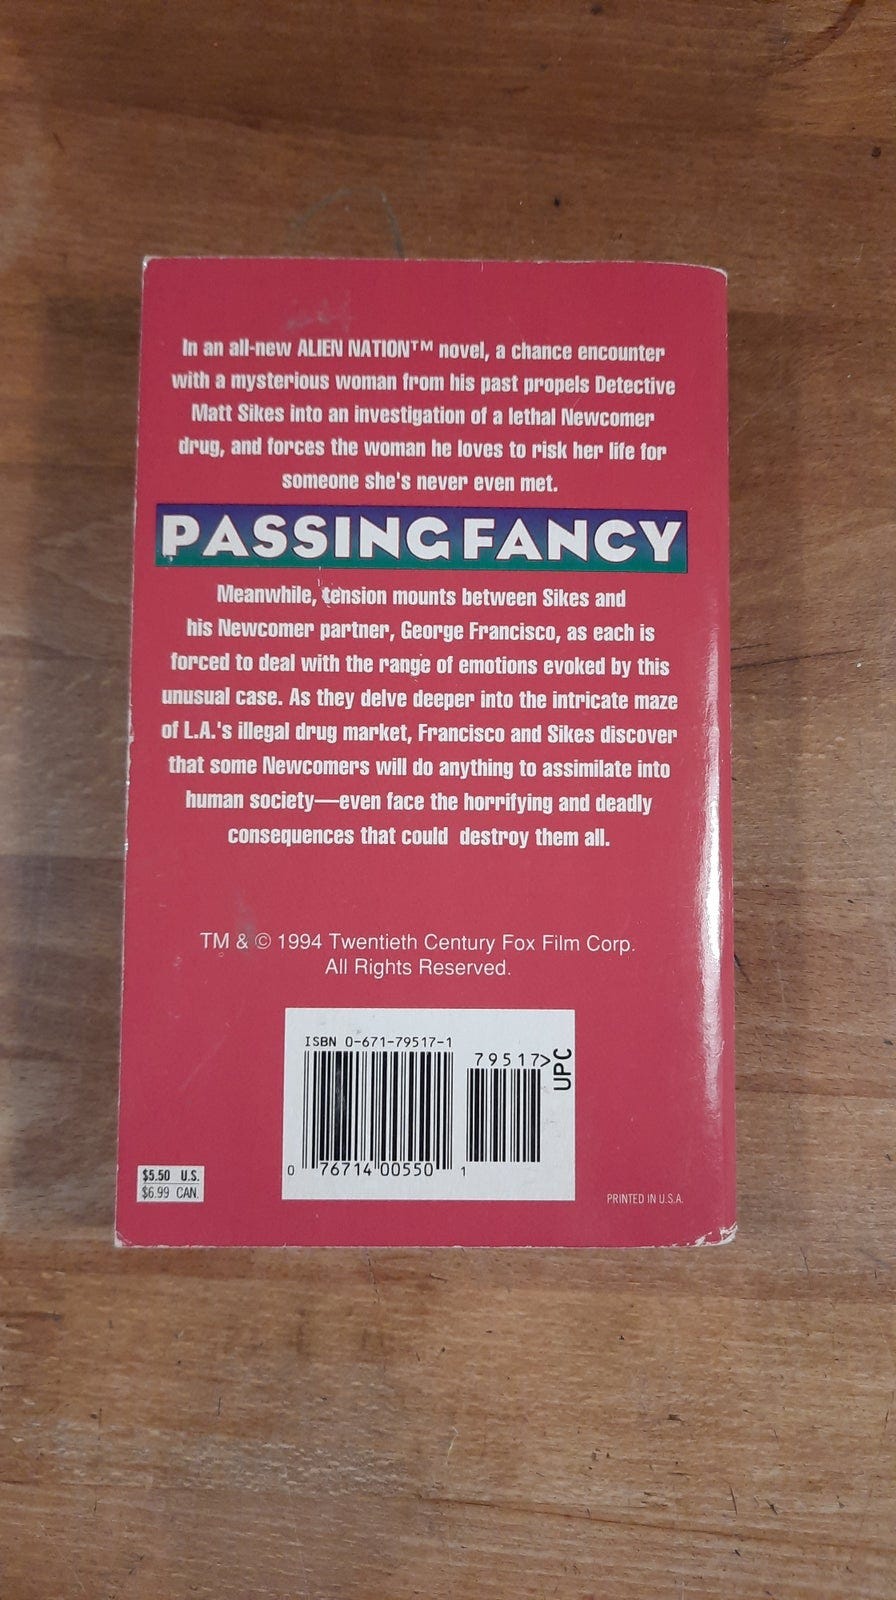 In an all-new ALIEN NATION™ novel, a chance encounter
with a mysterious woman from his past propels Detective
Matt Sikes into an investigation of a lethal Newcomer
drug, and forces the woman he loves to risk her life for
someone she's never even met.
PASSING FANCY
Meanwhile, tension mounts between Sikes and
his Newcomer partner, George Francisco, as each is
forced to deal with the range of emotions evoked by this
unusual case. As they delve deeper into the intricate maze
of L.A.'s illegal drug market, Francisco and Sikes discover
that some Newcomers will do anything to assimilate into
human society—even face the horrifying and deadly
consequences that could destroy them all.
TM & © 1994 Twentieth Century Fox Film Corp.
All Rights Reserved.
ISBN 0-671-79517-1
79517>
UPC
0 76714 00550 1
$5.50 U.S.
$6.99 CAN.
PRINTED IN U.S.A.